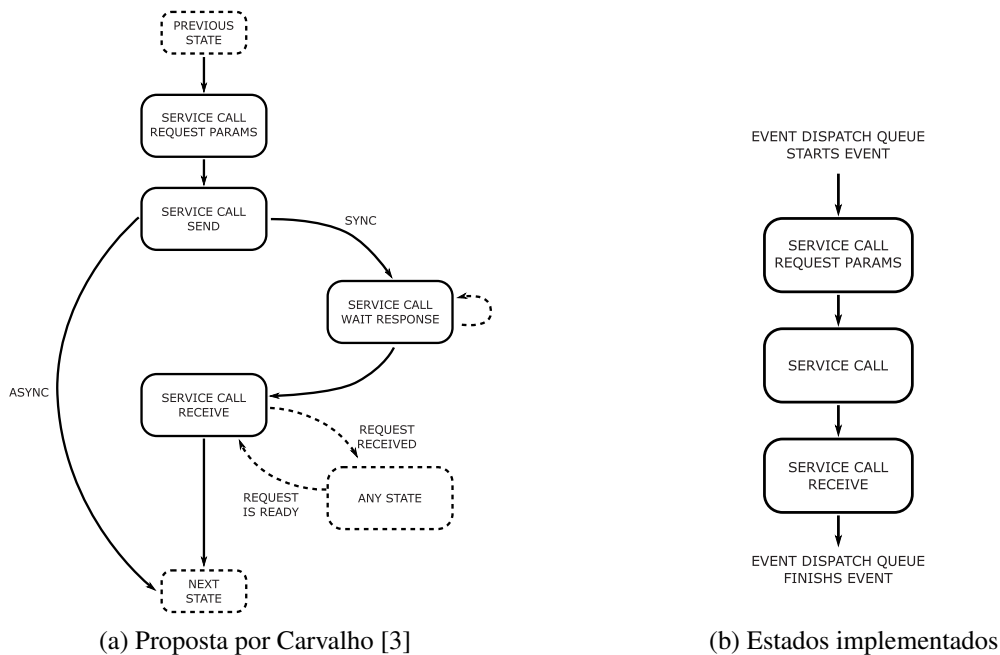 PREVIOUS
STATE
SERVICE CALL
REQUEST PARAMS
SERVICE CALL
SEND
SYNC
SERVICE CALL
WAIT RESPONSE
ASYNC
SERVICE CALL
RECEIVE
REQUEST
RECEIVED
REQUEST
IS READY
ANY STATE
NEXT
STATE
(a) Proposta por Carvalho [3]
EVENT DISPATCH QUEUE
STARTS EVENT
SERVICE CALL
REQUEST PARAMS
SERVICE CALL
SERVICE CALL
RECEIVE
EVENT DISPATCH QUEUE
FINISHS EVENT
(b) Estados implementados